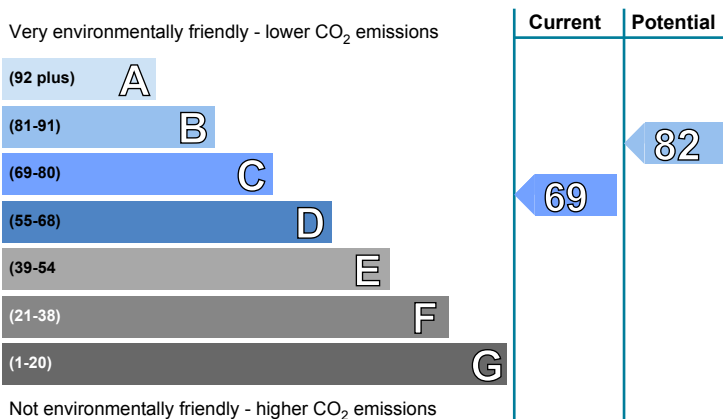 Very environmentally friendly - lower CO2 emissions
Current
Potential
(92 plus) A
(81-91) B
(69-80) C
(55-68) D
(39-54 E
(21-38) F
(1-20) G
82
69
Not environmentally friendly - higher CO2 emissions